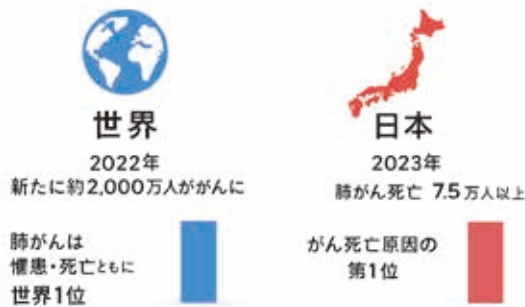 世界
2022年
新たに約2,000万人ががんに
肺がんは
罹患・死亡ともに
世界1位
日本
2023年
肺がん死亡 7.5万人以上
がん死亡原因の
第1位